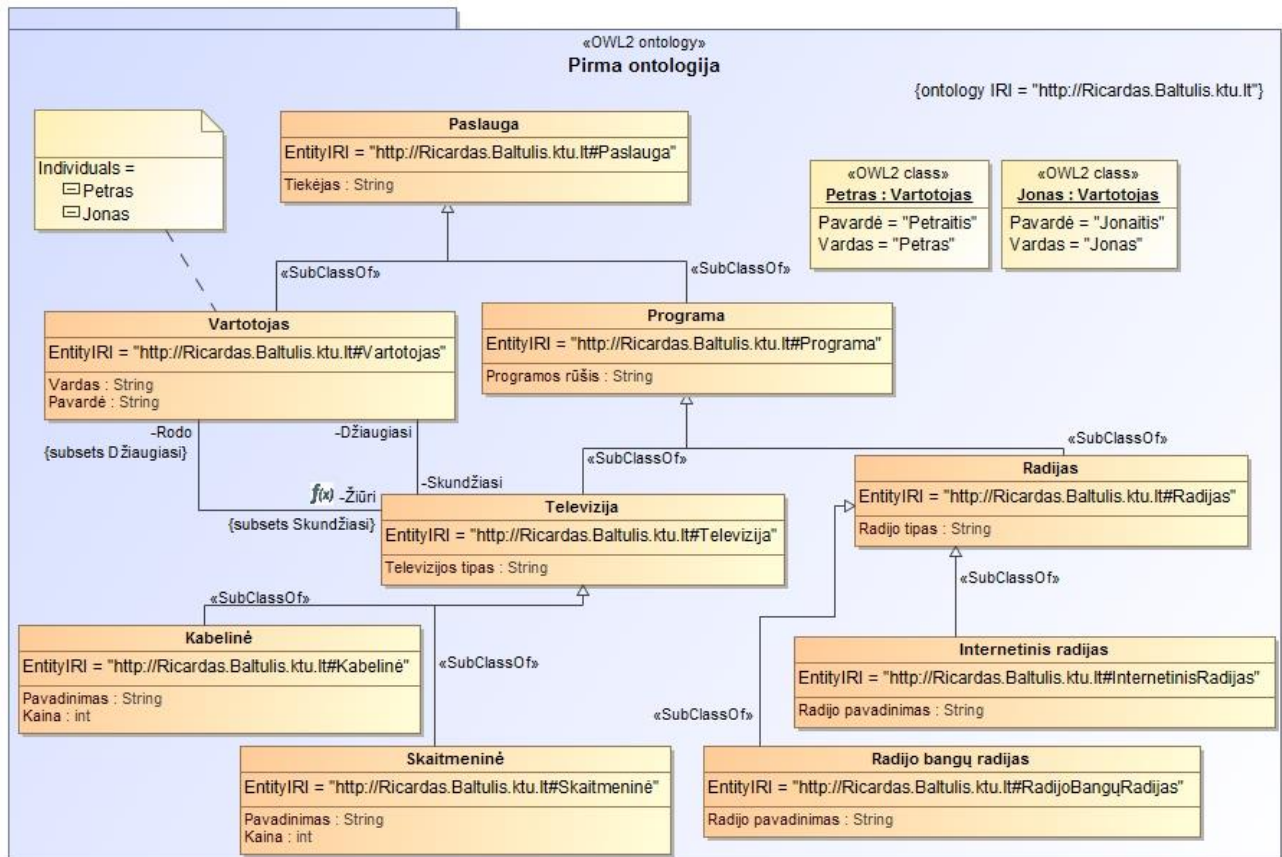 «OWL2 ontology»
Pirma ontologija
{ontology IRI = "http://Ricardas.Baltulis.ktu.lt"}
Individuals =
Petras
Jonas
Paslauga
EntityIRI = "http://Ricardas.Baltulis.ktu.lt#Paslauga"
Tiekėjas : String
«OWL2 class»
Petras : Vartotojas
Pavardė = "Petraitis"
Vardas = "Petras"
«OWL2 class»
Jonas : Vartotojas
Pavardė = "Jonaitis"
Vardas = "Jonas"
«SubClassOf»
«SubClassOf»
Vartotojas
EntityIRI = "http://Ricardas.Baltulis.ktu.lt#Vartotojas"
Vardas : String
Pavardė : String
Programa
EntityIRI = "http://Ricardas.Baltulis.ktu.lt#Programa"
Programos rūšis : String
-Rodo
{subsets Džiaugiasi}
-Džiaugiasi
«SubClassOf»
«SubClassOf»
f(x) -Žiūri
{subsets Skundžiasi}
-Skundžiasi
Televizija
EntityIRI = "http://Ricardas.Baltulis.ktu.lt#Televizija"
Televizijos tipas : String
Radijas
EntityIRI = "http://Ricardas.Baltulis.ktu.lt#Radijas"
Radijo tipas : String
«SubClassOf»
«SubClassOf»
Kabelinė
EntityIRI = "http://Ricardas.Baltulis.ktu.lt#Kabelinė"
Pavadinimas : String
Kaina : int
«SubClassOf»
Internetinis radijas
EntityIRI = "http://Ricardas.Baltulis.ktu.lt#InternetinisRadijas"
Radijo pavadinimas : String
«SubClassOf»
Skaitmeninė
EntityIRI = "http://Ricardas.Baltulis.ktu.lt#Skaitmeninė"
Pavadinimas : String
Kaina : int
Radijo bangų radijas
EntityIRI = "http://Ricardas.Baltulis.ktu.lt#RadijoBangųRadijas"
Radijo pavadinimas : String